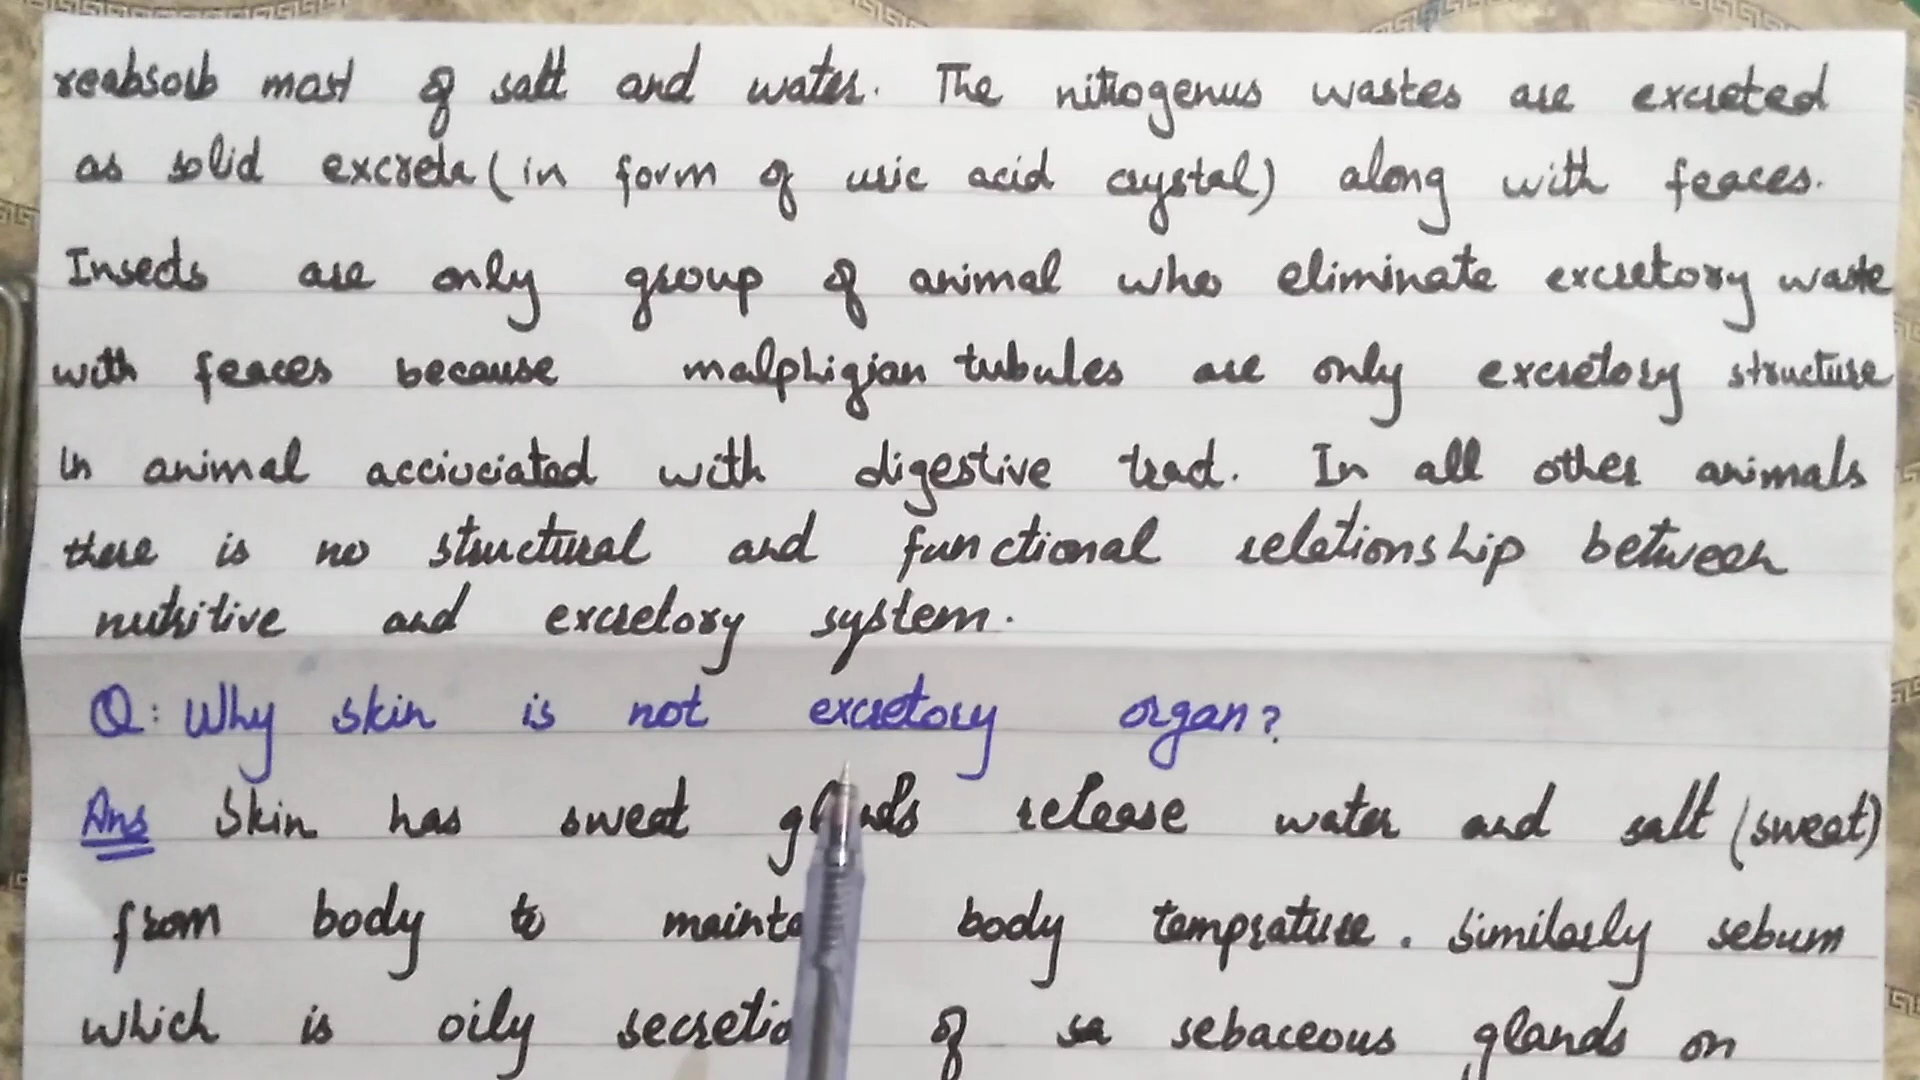 reabsorb most of salt and water. The nitrogenus wastes are excreted
as solid excreta (in form of uric acid crystal) along with feaces.
Insects are only group of animal who eliminate excretory waste
with feaces because malphigian tubules are only excretory structure
in animal acciuciated with digestive tract. In all other animals
there is no structural and functional relationship between
nutritive and excretory system.
Q: Why skin is not excretory organ?
Ans Skin has sweat glands release water and salt (sweat)
from body to body temprature. Similarly sebum
which is oily of sa sebaceous glands on